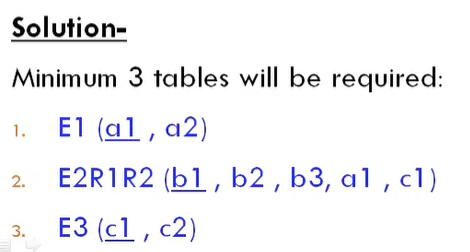 Solution-
Minimum 3 tables will be required:
1. E1 (a1 , a2)
2. E2R1R2 (b1 , b2 , b3, a1 , c1)
3. E3 (c1 , c2)